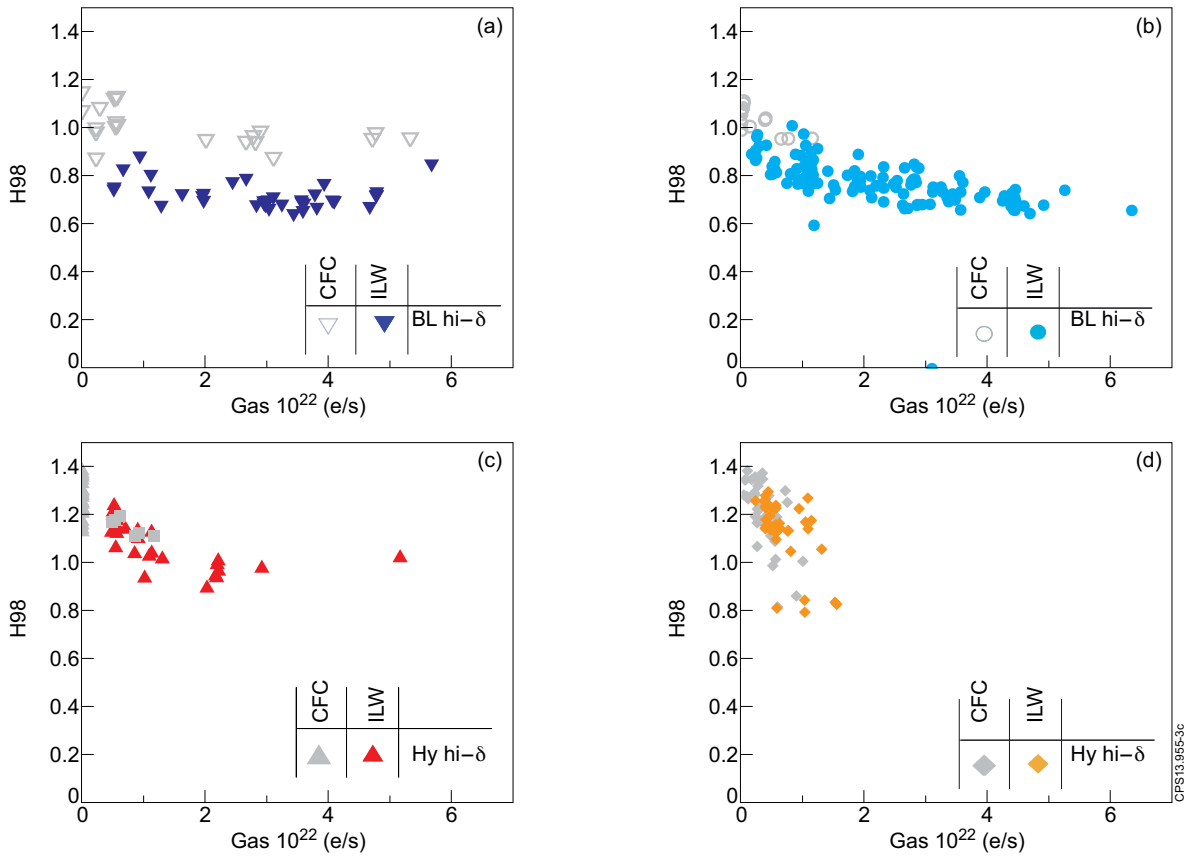 (a)
1.4
1.2
1.0
0.8
0.6
0.4
0.2
0
H98
CFC
ILW
BL hi–δ
0 2 4 6
Gas 10²² (e/s)
(b)
1.4
1.2
1.0
0.8
0.6
0.4
0.2
0
H98
CFC
ILW
BL hi–δ
0 2 4 6
Gas 10²² (e/s)
(c)
1.4
1.2
1.0
0.8
0.6
0.4
0.2
0
H98
CFC
ILW
Hy hi–δ
0 2 4 6
Gas 10²² (e/s)
(d)
1.4
1.2
1.0
0.8
0.6
0.4
0.2
0
H98
CFC
ILW
Hy hi–δ
0 2 4 6
Gas 10²² (e/s)
CPS13.955-3c